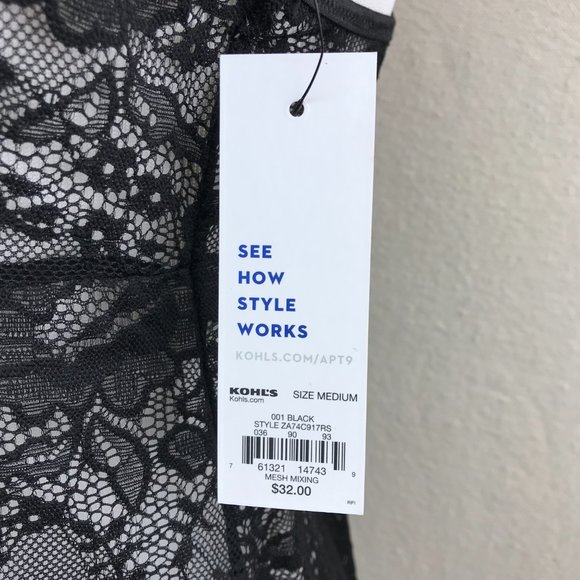 SEE
HOW
STYLE
WORKS
KOHLS.COM/APT9
KOHL'S SIZE MEDIUM
Kohls.com
001 BLACK
STYLE ZA74C917RS
036 90 93
7 61321 14743 9
MESH MIXING
$32.00